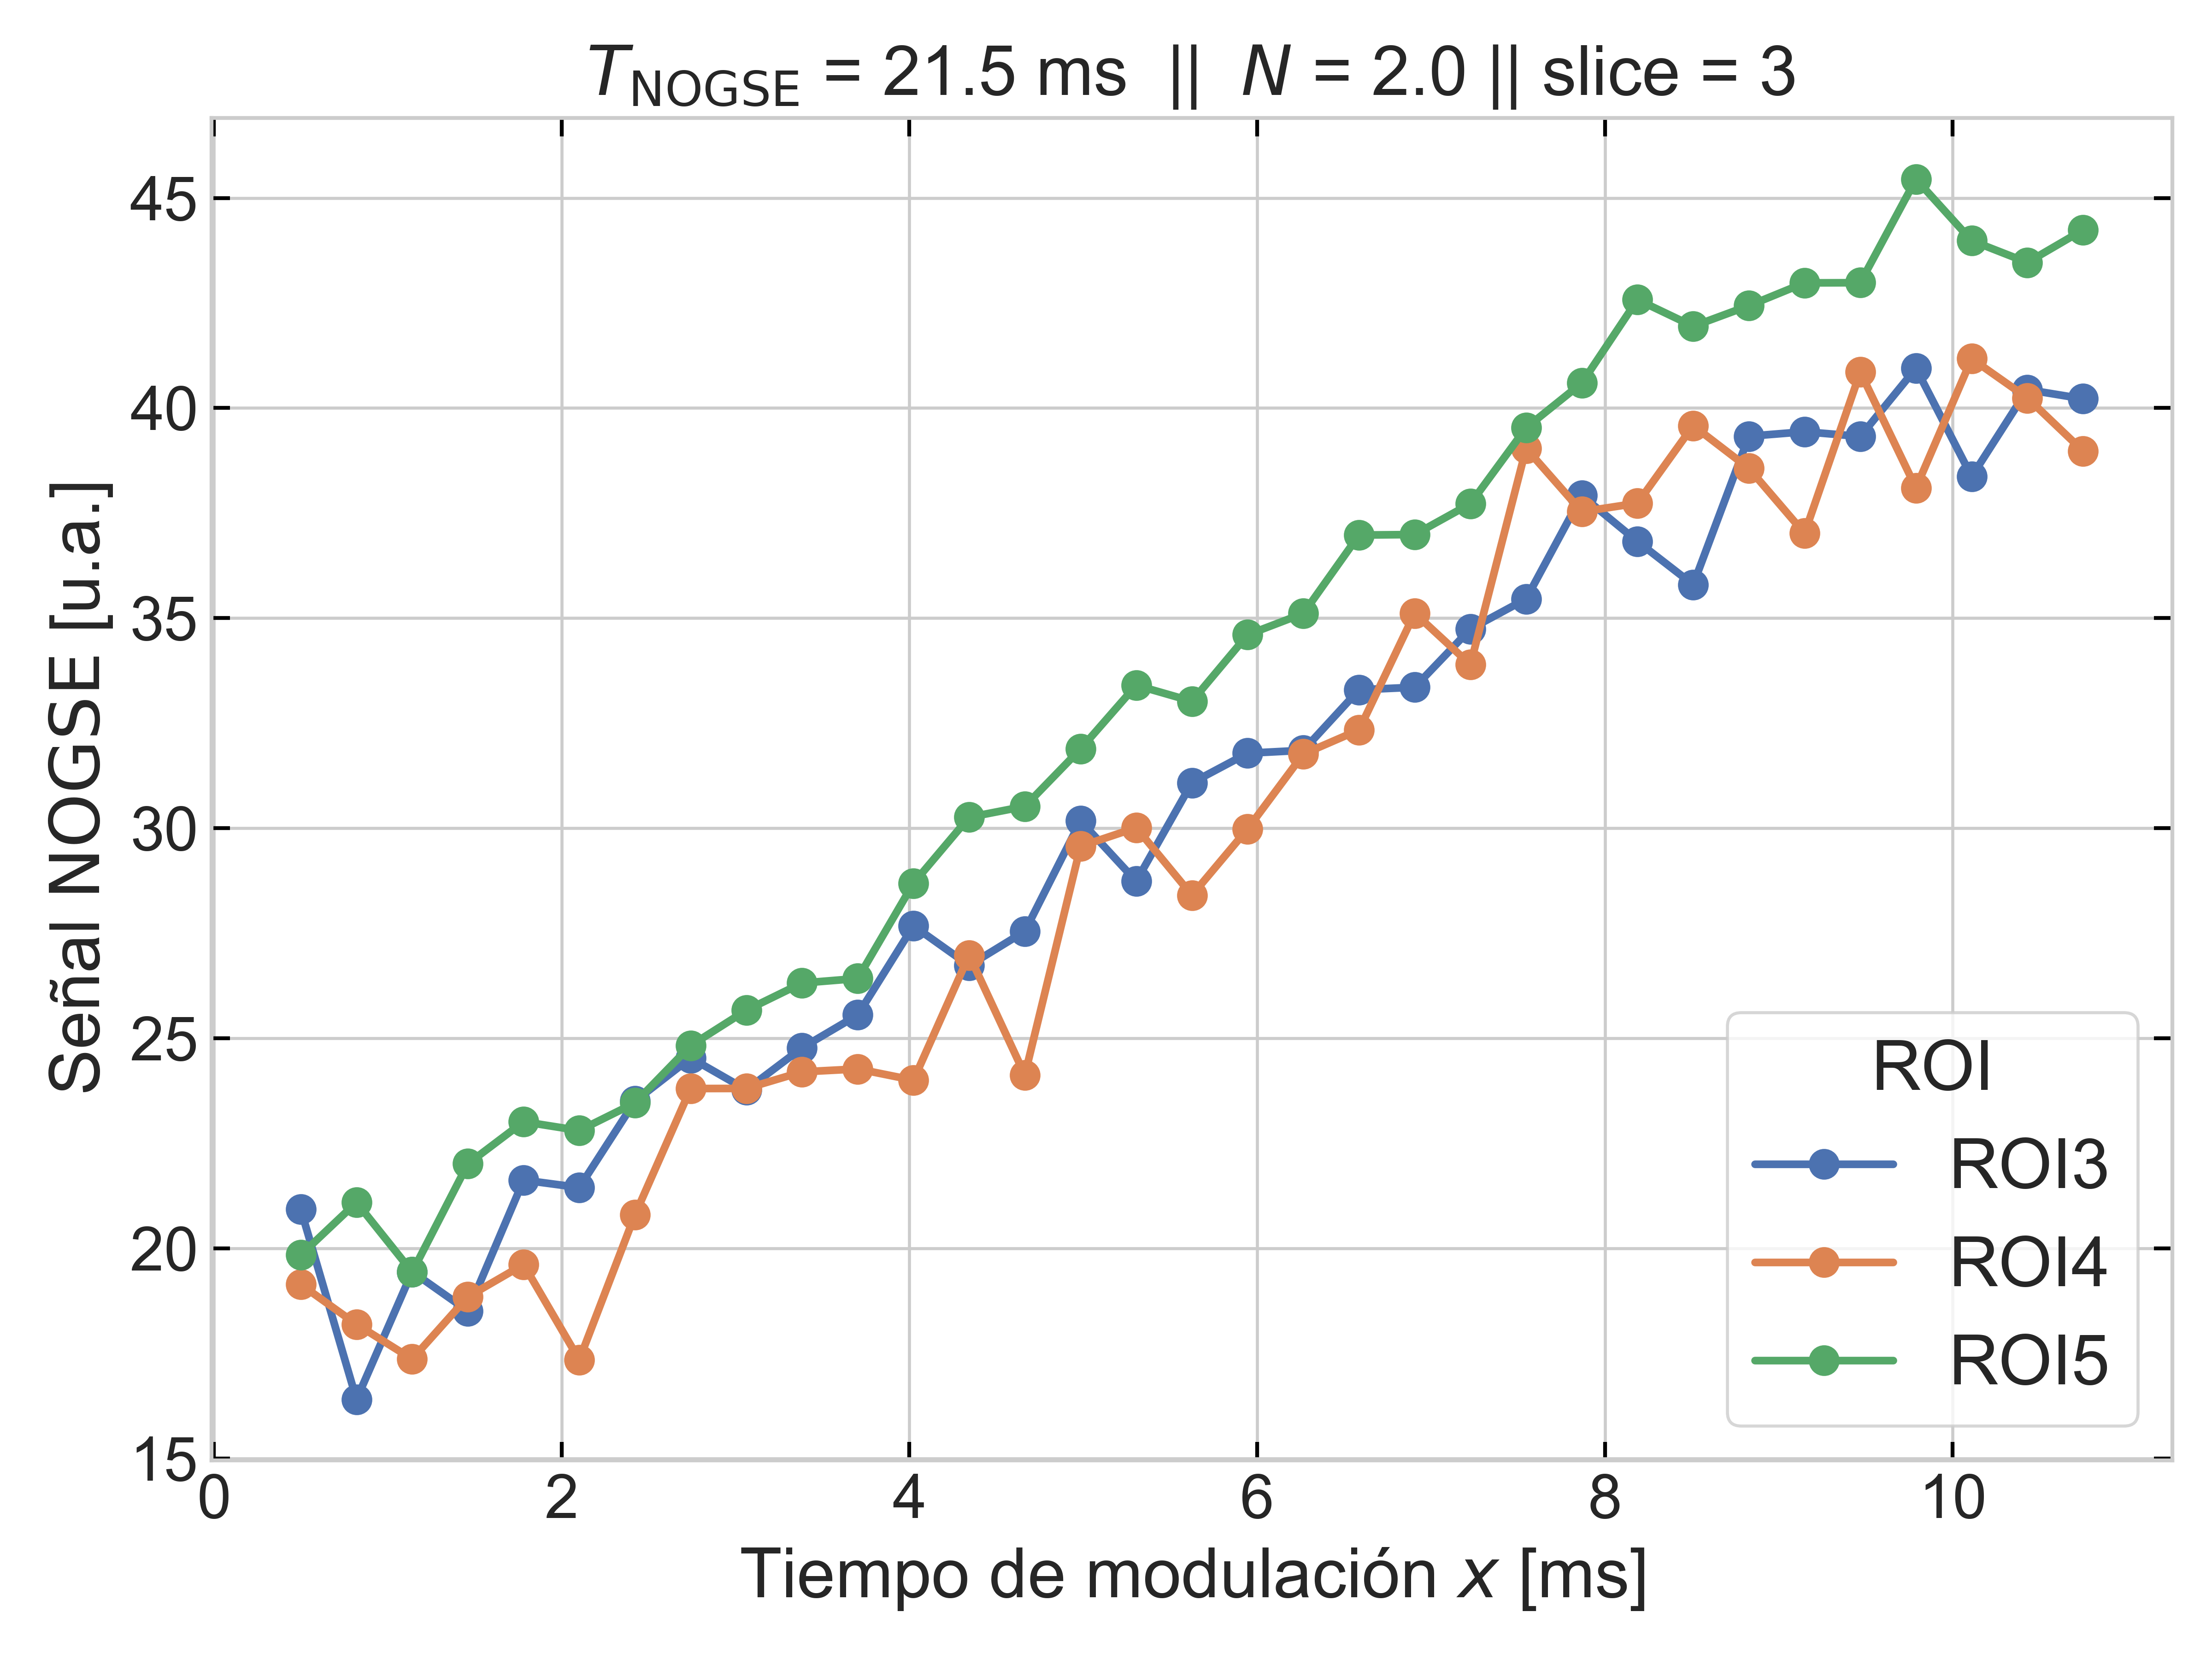 T_NOGSE = 21.5 ms || N = 2.0 || slice = 3
Señal NOGSE [u.a.]
45
40
35
30
25
20
15
0 2 4 6 8 10
Tiempo de modulación x [ms]
ROI
ROI3
ROI4
ROI5